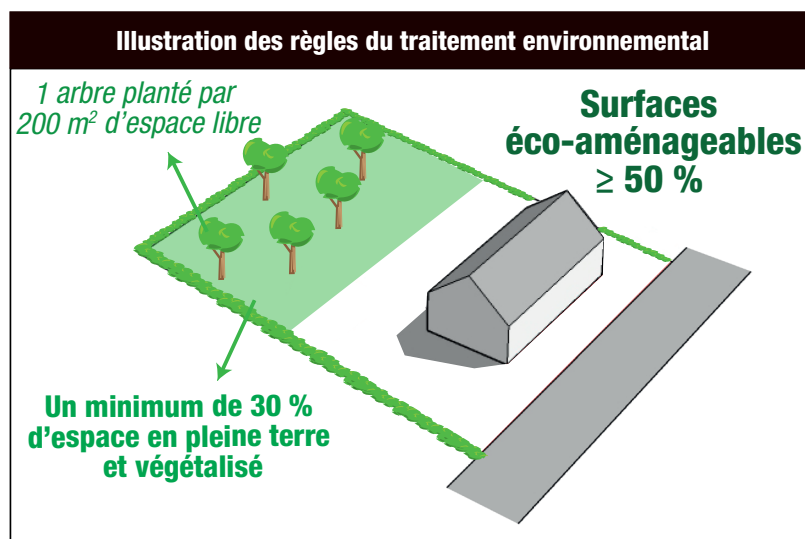 Illustration des règles du traitement environnemental
1 arbre planté par
200 m² d'espace libre
Surfaces
éco-aménageables
≥ 50 %
Un minimum de 30 %
d'espace en pleine terre
et végétalisé